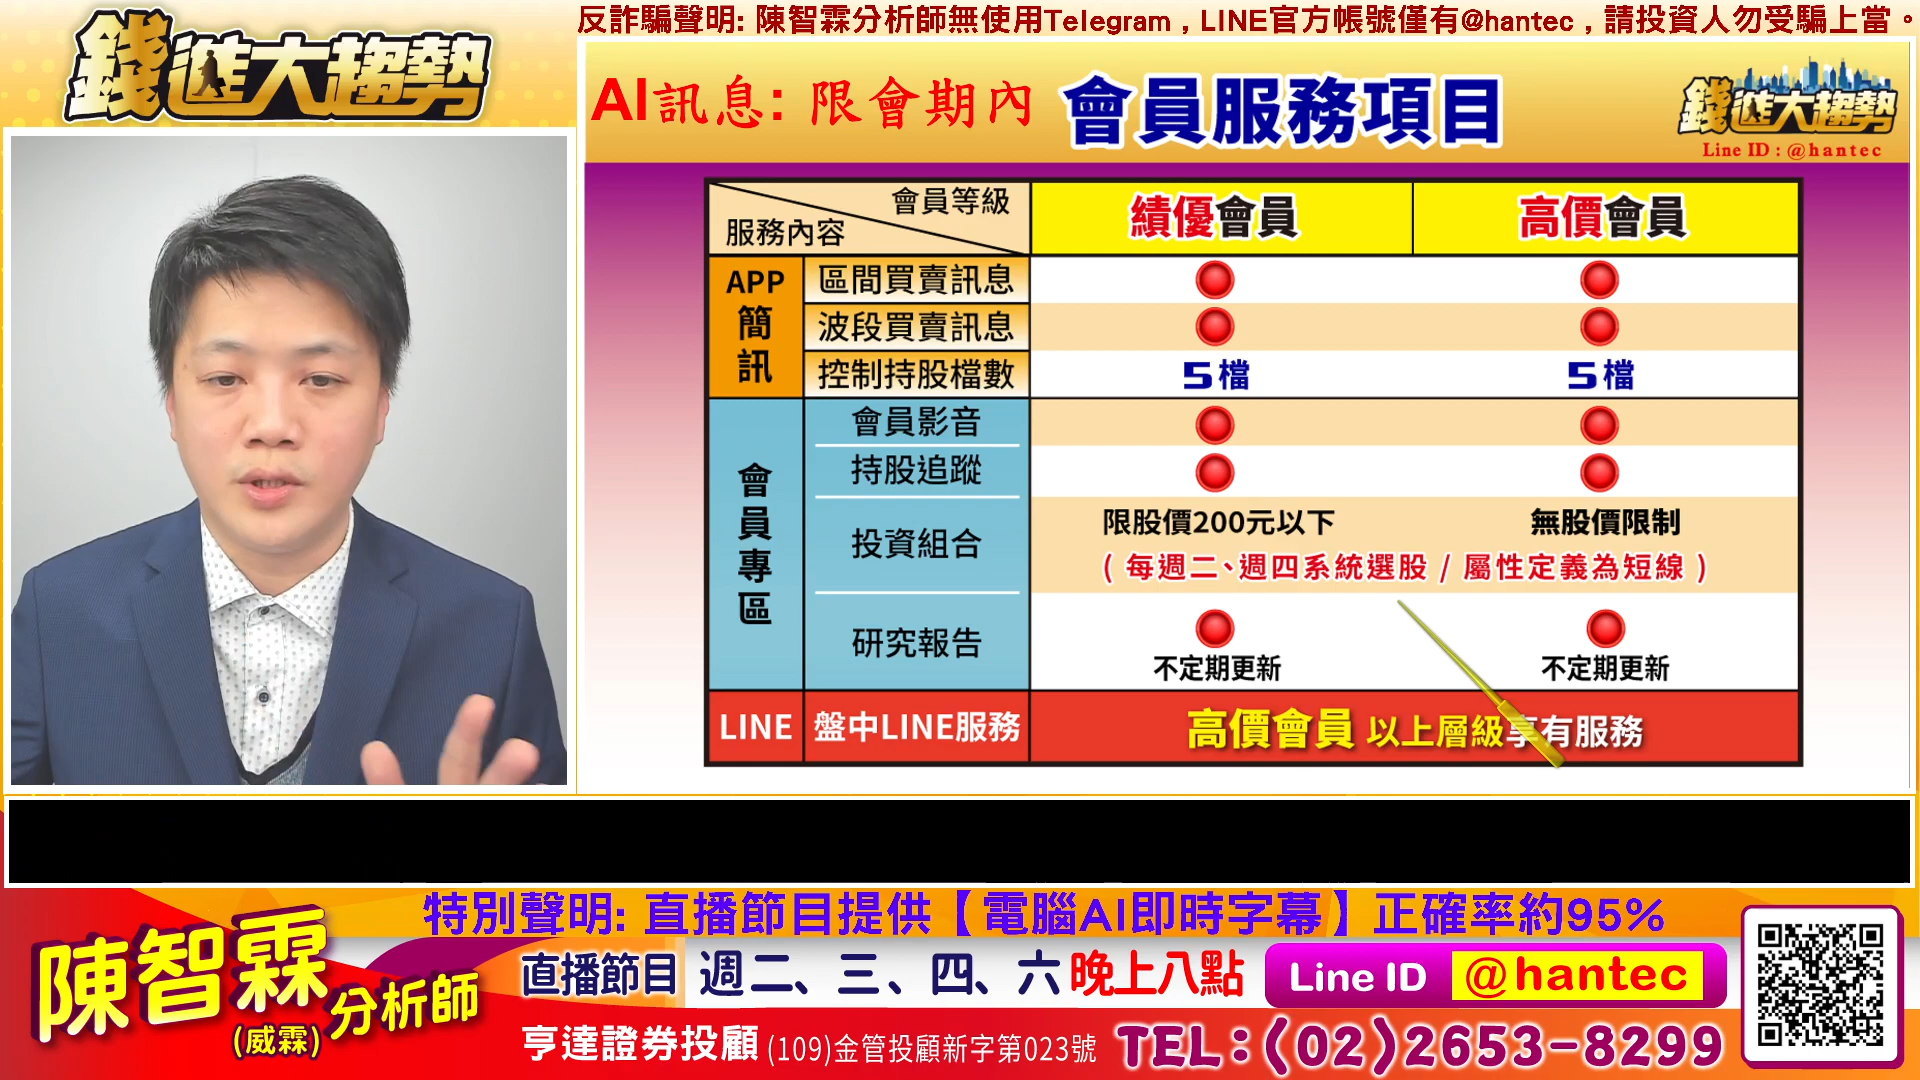 反詐騙聲明: 陳智霖分析師無使用Telegram , LINE官方帳號僅有@hantec , 請投資人勿受騙上當。
錢進大趨勢
AI訊息: 限會期內 會員服務項目
錢進大趨勢
Line ID : @hantec
會員等級
服務內容
績優會員 高價會員
APP簡訊
區間買賣訊息
波段買賣訊息
控制持股檔數 5檔 5檔
會員專區
會員影音
持股追蹤
投資組合
限股價200元以下 無股價限制
( 每週二、週四系統選股 / 屬性定義為短線 )
研究報告
不定期更新 不定期更新
LINE 盤中LINE服務 高價會員 以上層級享有服務
特別聲明: 直播節目提供【電腦AI即時字幕】正確率約95%
陳智霖分析師
(威霖)
直播節目 週二、三、四、六晚上八點 Line ID @hantec
亨達證券投顧 (109)金管投顧新字第023號 TEL:(02)2653-8299